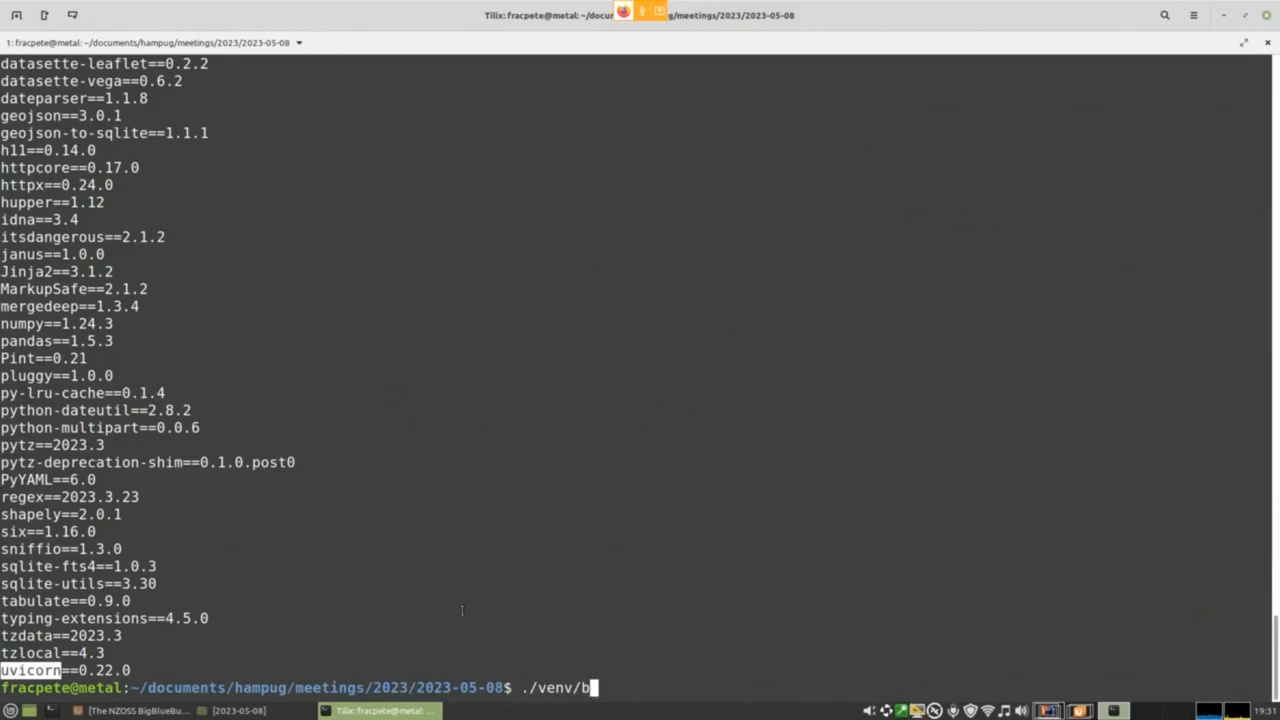 Tilix: fracpete@metal: ~/documents/hampug/meetings/2023/2023-05-08
1: fracpete@metal: ~/documents/hampug/meetings/2023/2023-05-08
datasette-leaflet==0.2.2
datasette-vega==0.6.2
dateparser==1.1.8
geojson==3.0.1
geojson-to-sqlite==1.1.1
h11==0.14.0
httpcore==0.17.0
httpx==0.24.0
hupper==1.12
idna==3.4
itsdangerous==2.1.2
janus==1.0.0
Jinja2==3.1.2
MarkupSafe==2.1.2
mergedeep==1.3.4
numpy==1.24.3
pandas==1.5.3
Pint==0.21
pluggy==1.0.0
py-lru-cache==0.1.4
python-dateutil==2.8.2
python-multipart==0.0.6
pytz==2023.3
pytz-deprecation-shim==0.1.0.post0
PyYAML==6.0
regex==2023.3.23
shapely==2.0.1
six==1.16.0
sniffio==1.3.0
sqlite-fts4==1.0.3
sqlite-utils==3.30
tabulate==0.9.0
typing-extensions==4.5.0
tzdata==2023.3
tzlocal==4.3
uvicorn==0.22.0
fracpete@metal:~/documents/hampug/meetings/2023/2023-05-08$ ./venv/b
[The NZOSS BigBlueBu... [2023-05-08] Tilix: fracpete@metal: ~/... 19:31